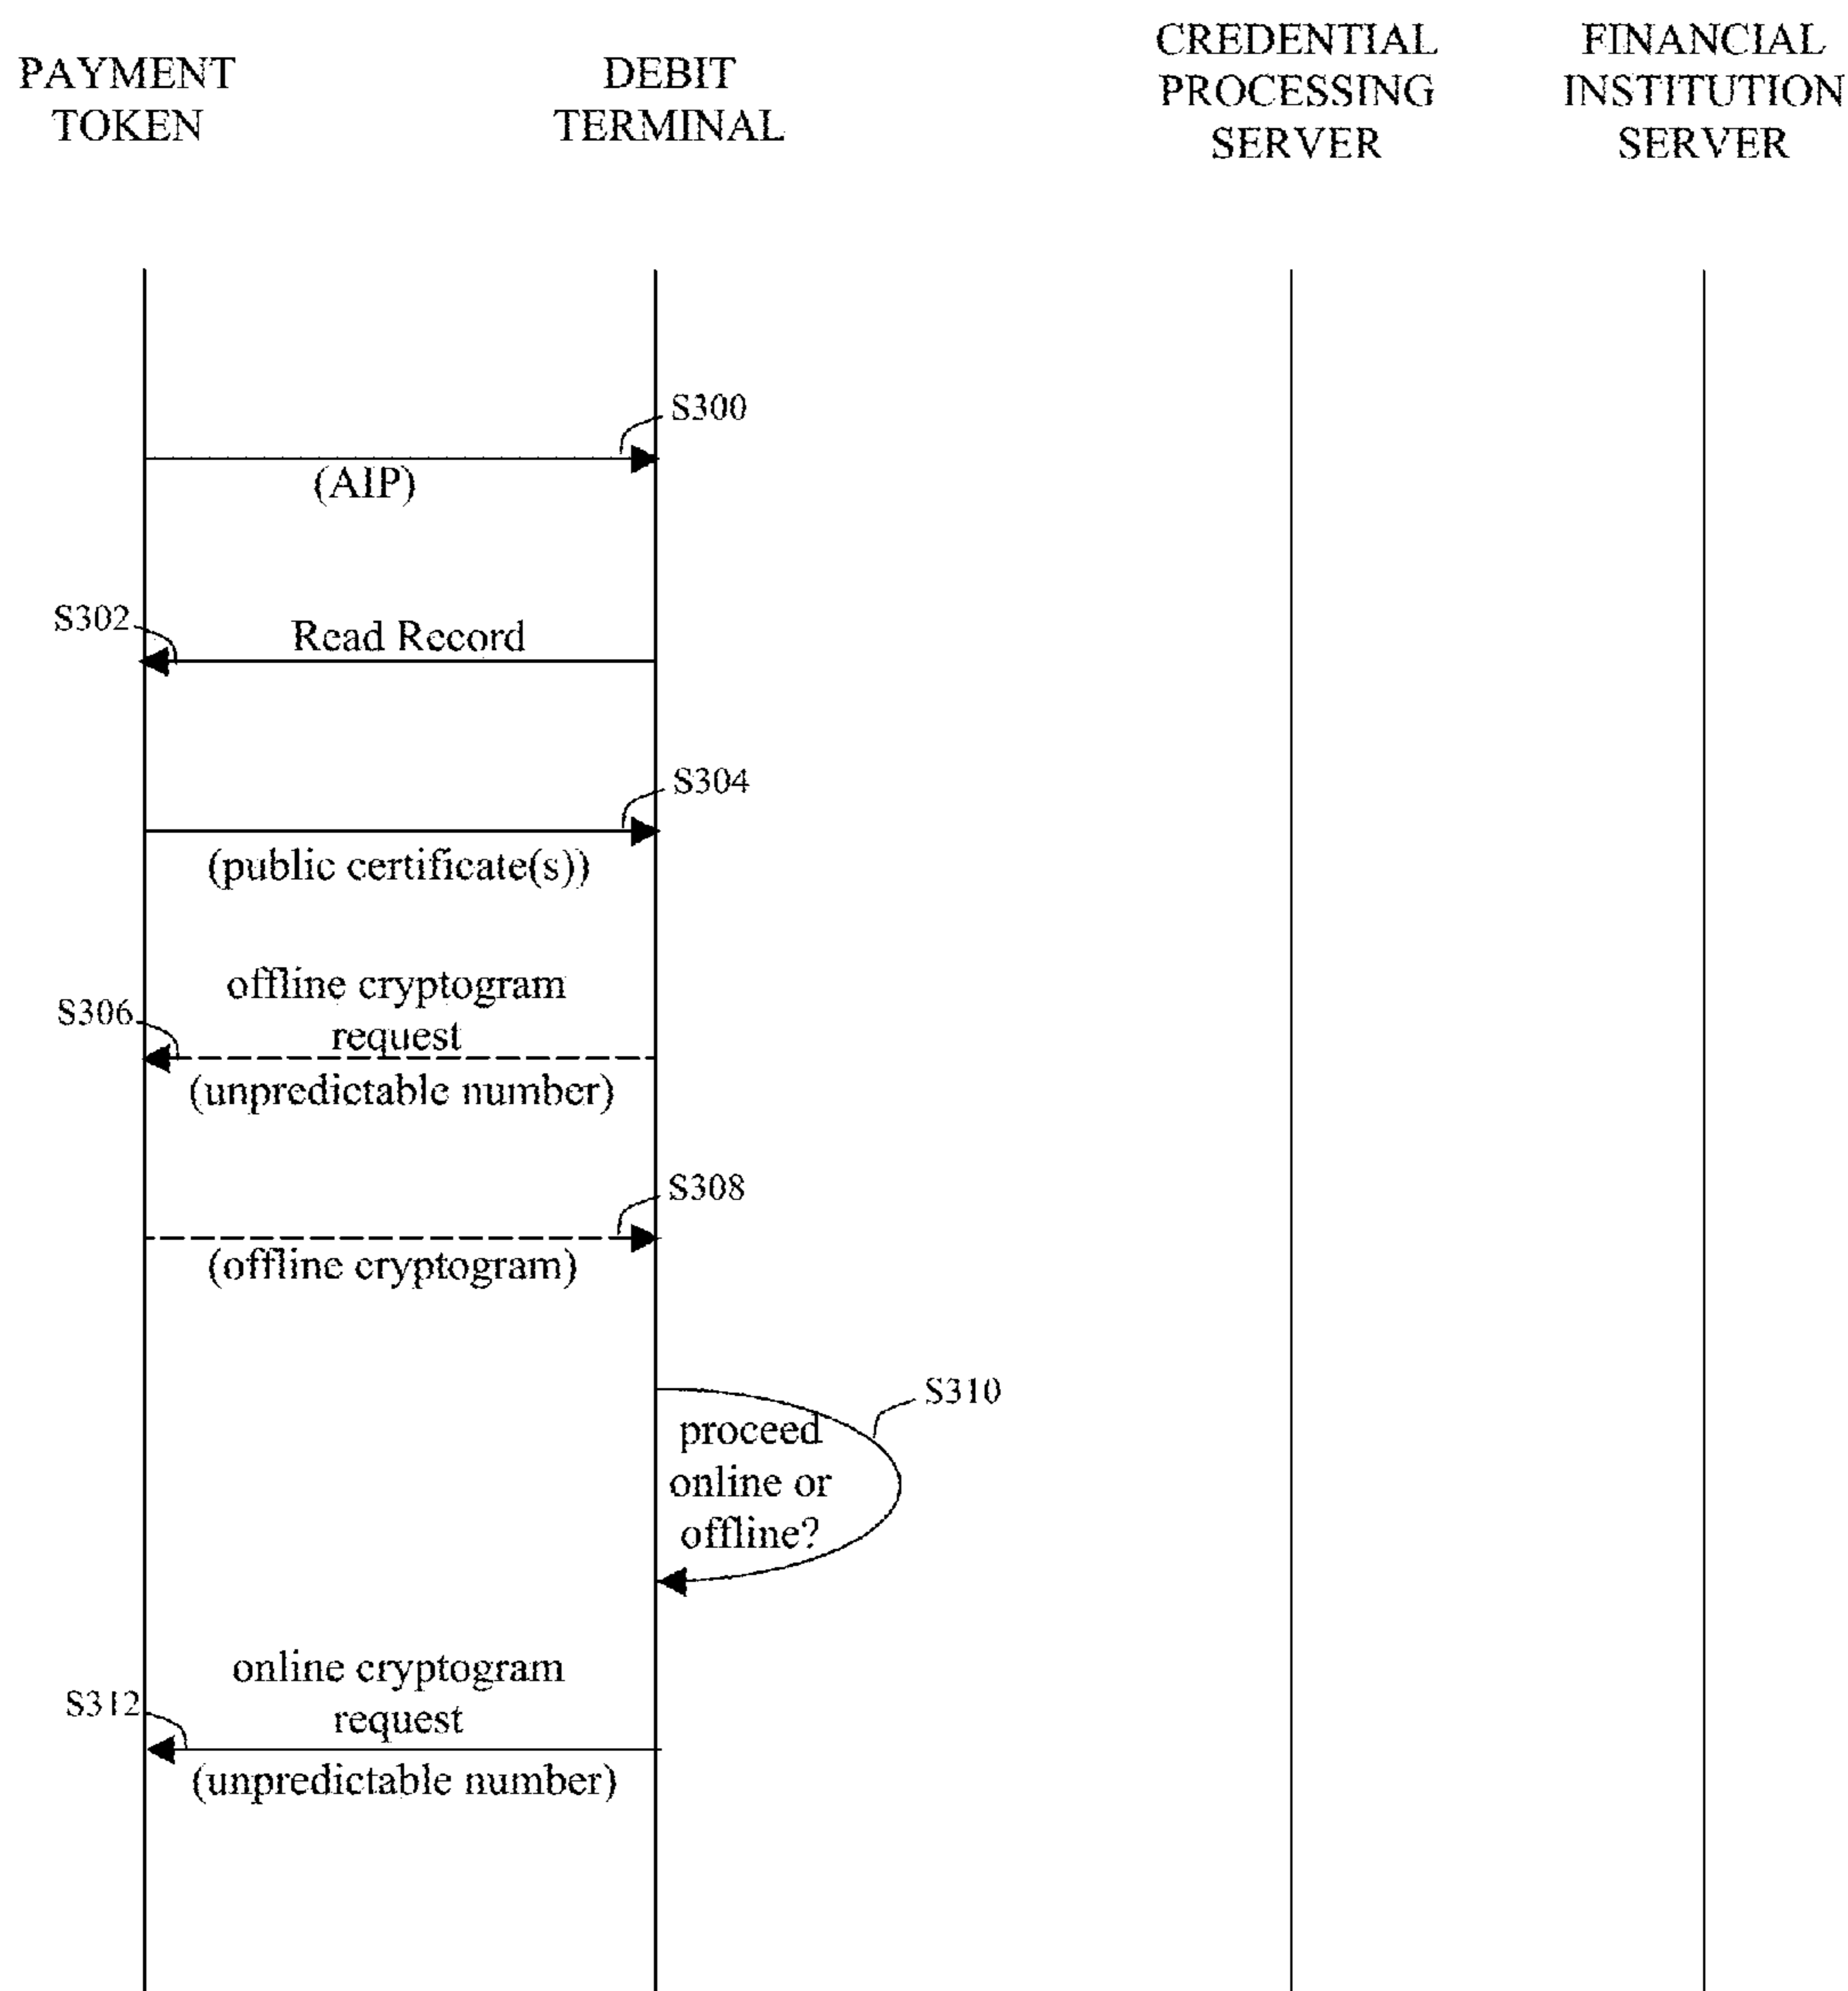 PAYMENT
TOKEN
DEBIT
TERMINAL
CREDENTIAL
PROCESSING
SERVER
FINANCIAL
INSTITUTION
SERVER
S300
(AIP)
S302
Read Record
S304
(public certificate(s))
offline cryptogram
S306
request
(unpredictable number)
S308
(offline cryptogram)
S310
proceed
online or
offline?
online cryptogram
S312
request
(unpredictable number)